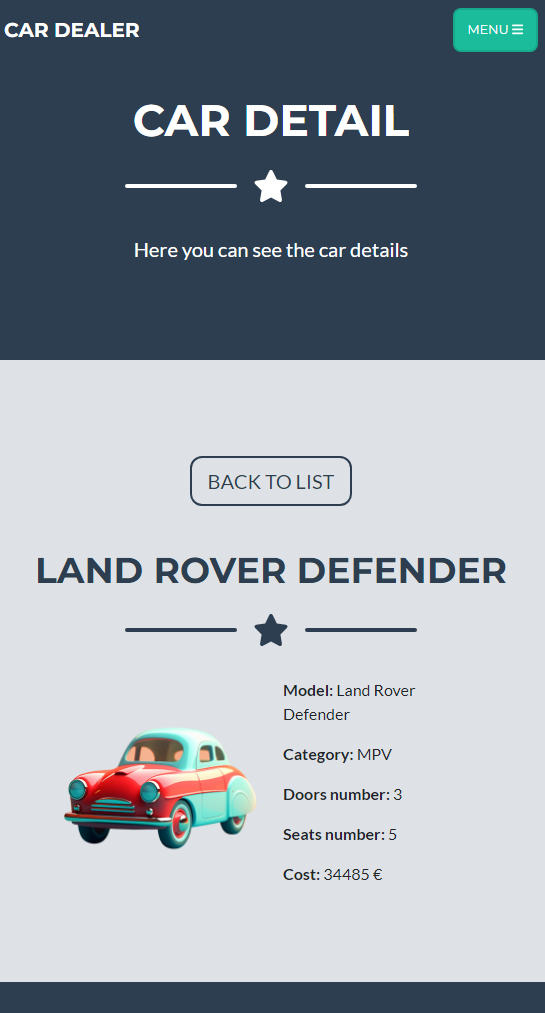 CAR DEALER
MENU ☰
CAR DETAIL
Here you can see the car details
BACK TO LIST
LAND ROVER DEFENDER
Model: Land Rover
Defender
Category: MPV
Doors number: 3
Seats number: 5
Cost: 34485 €